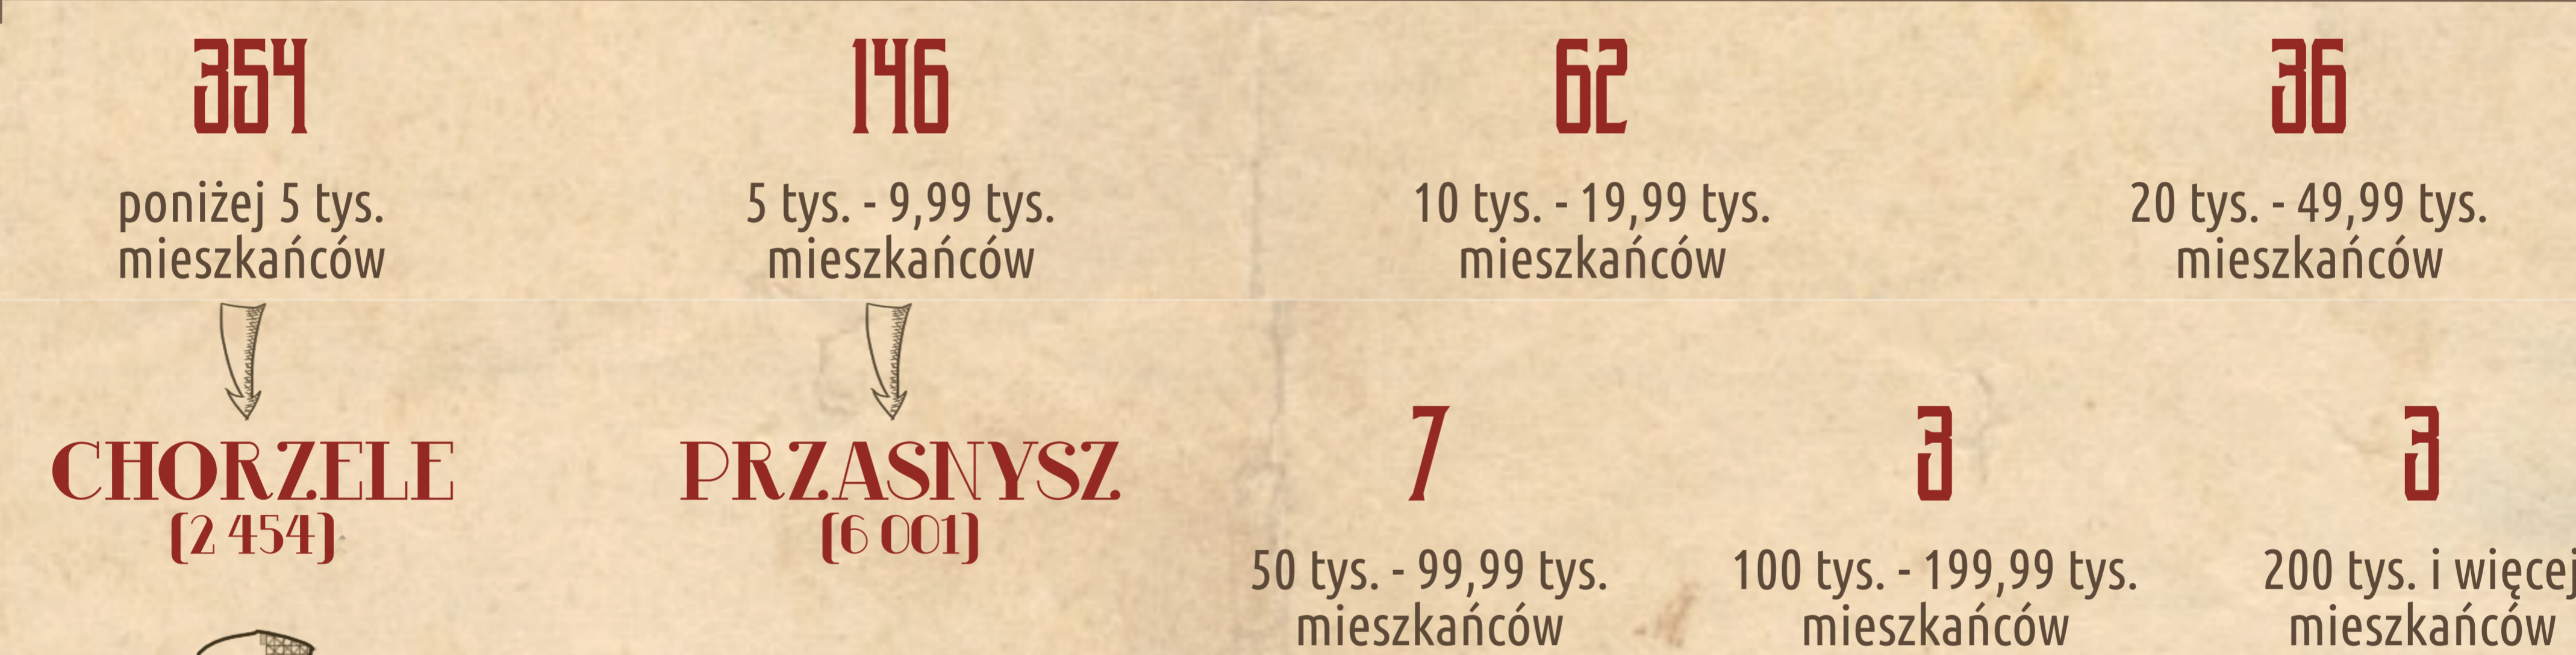 354
poniżej 5 tys.
mieszkańców
146
5 tys. - 9,99 tys.
mieszkańców
62
10 tys. - 19,99 tys.
mieszkańców
36
20 tys. - 49,99 tys.
mieszkańców
CHORZELE
(2 454)
PRZASNYSZ
(6 001)
7
50 tys. - 99,99 tys.
mieszkańców
3
100 tys. - 199,99 tys.
mieszkańców
3
200 tys. i więcej
mieszkańców